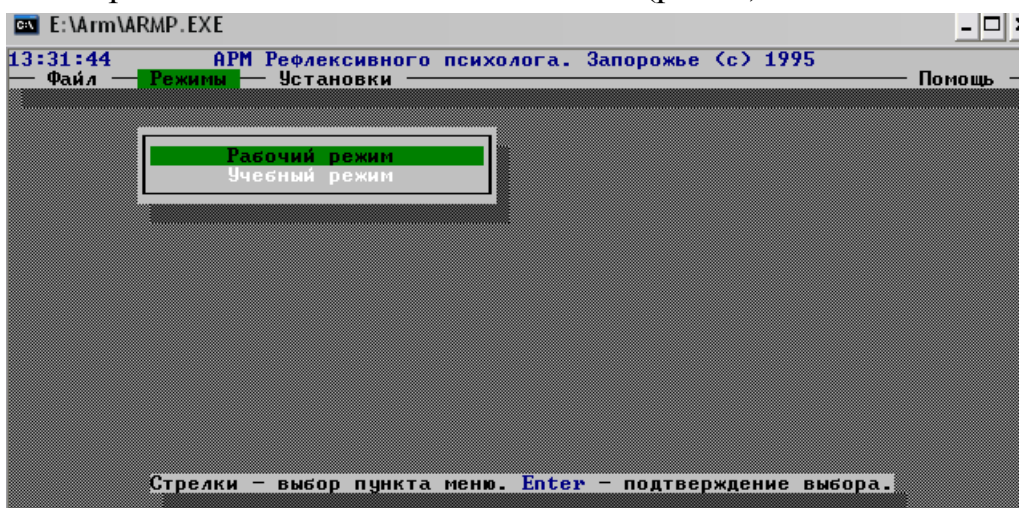 E:\Arm\ARMP.EXE
13:31:44 АРМ Рефлексивного психолога. Запорожье (c) 1995
Файл Режимы Установки Помощь
Рабочий режим
Учебный режим
Стрелки - выбор пункта меню. Enter - подтверждение выбора.